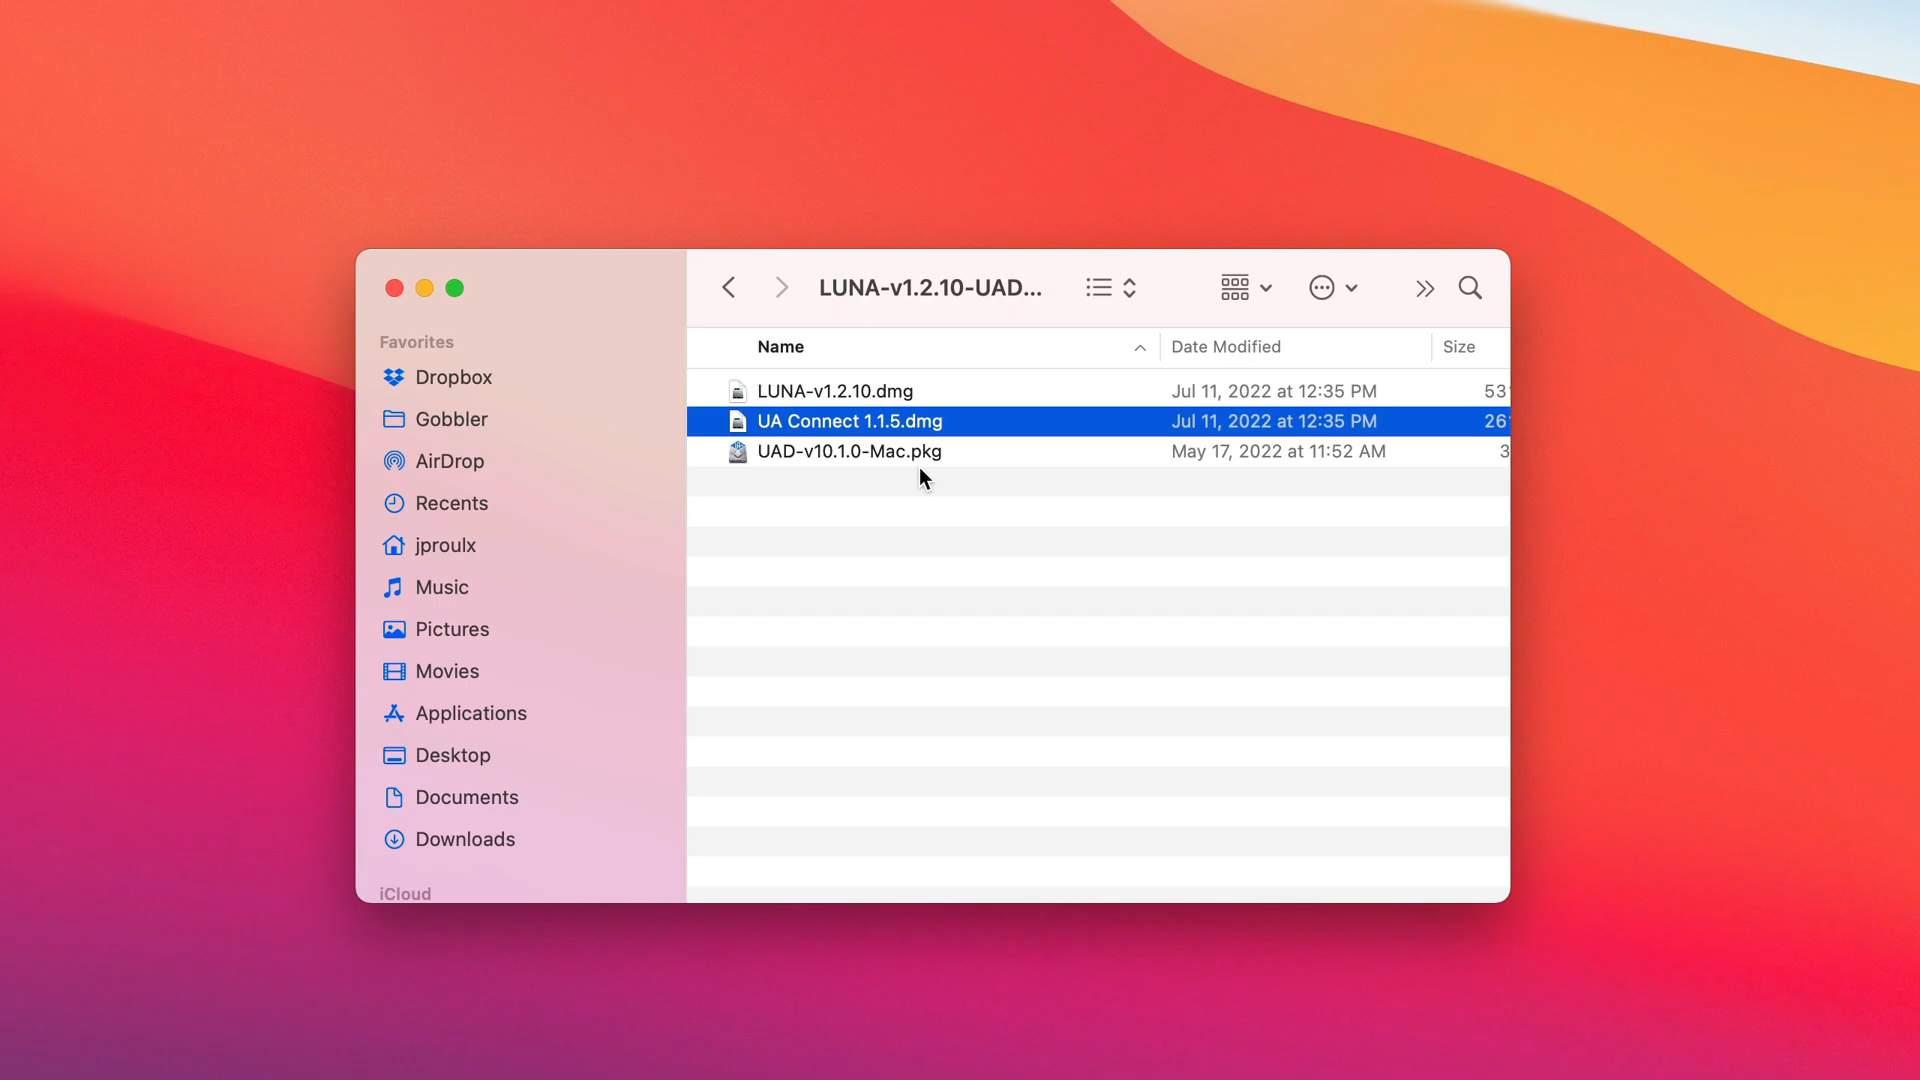 LUNA-v1.2.10-UAD...
Favorites
Dropbox
Gobbler
AirDrop
Recents
jproulx
Music
Pictures
Movies
Applications
Desktop
Documents
Downloads
iCloud
Name Date Modified Size
LUNA-v1.2.10.dmg Jul 11, 2022 at 12:35 PM 53
UA Connect 1.1.5.dmg Jul 11, 2022 at 12:35 PM 26
UAD-v10.1.0-Mac.pkg May 17, 2022 at 11:52 AM 3